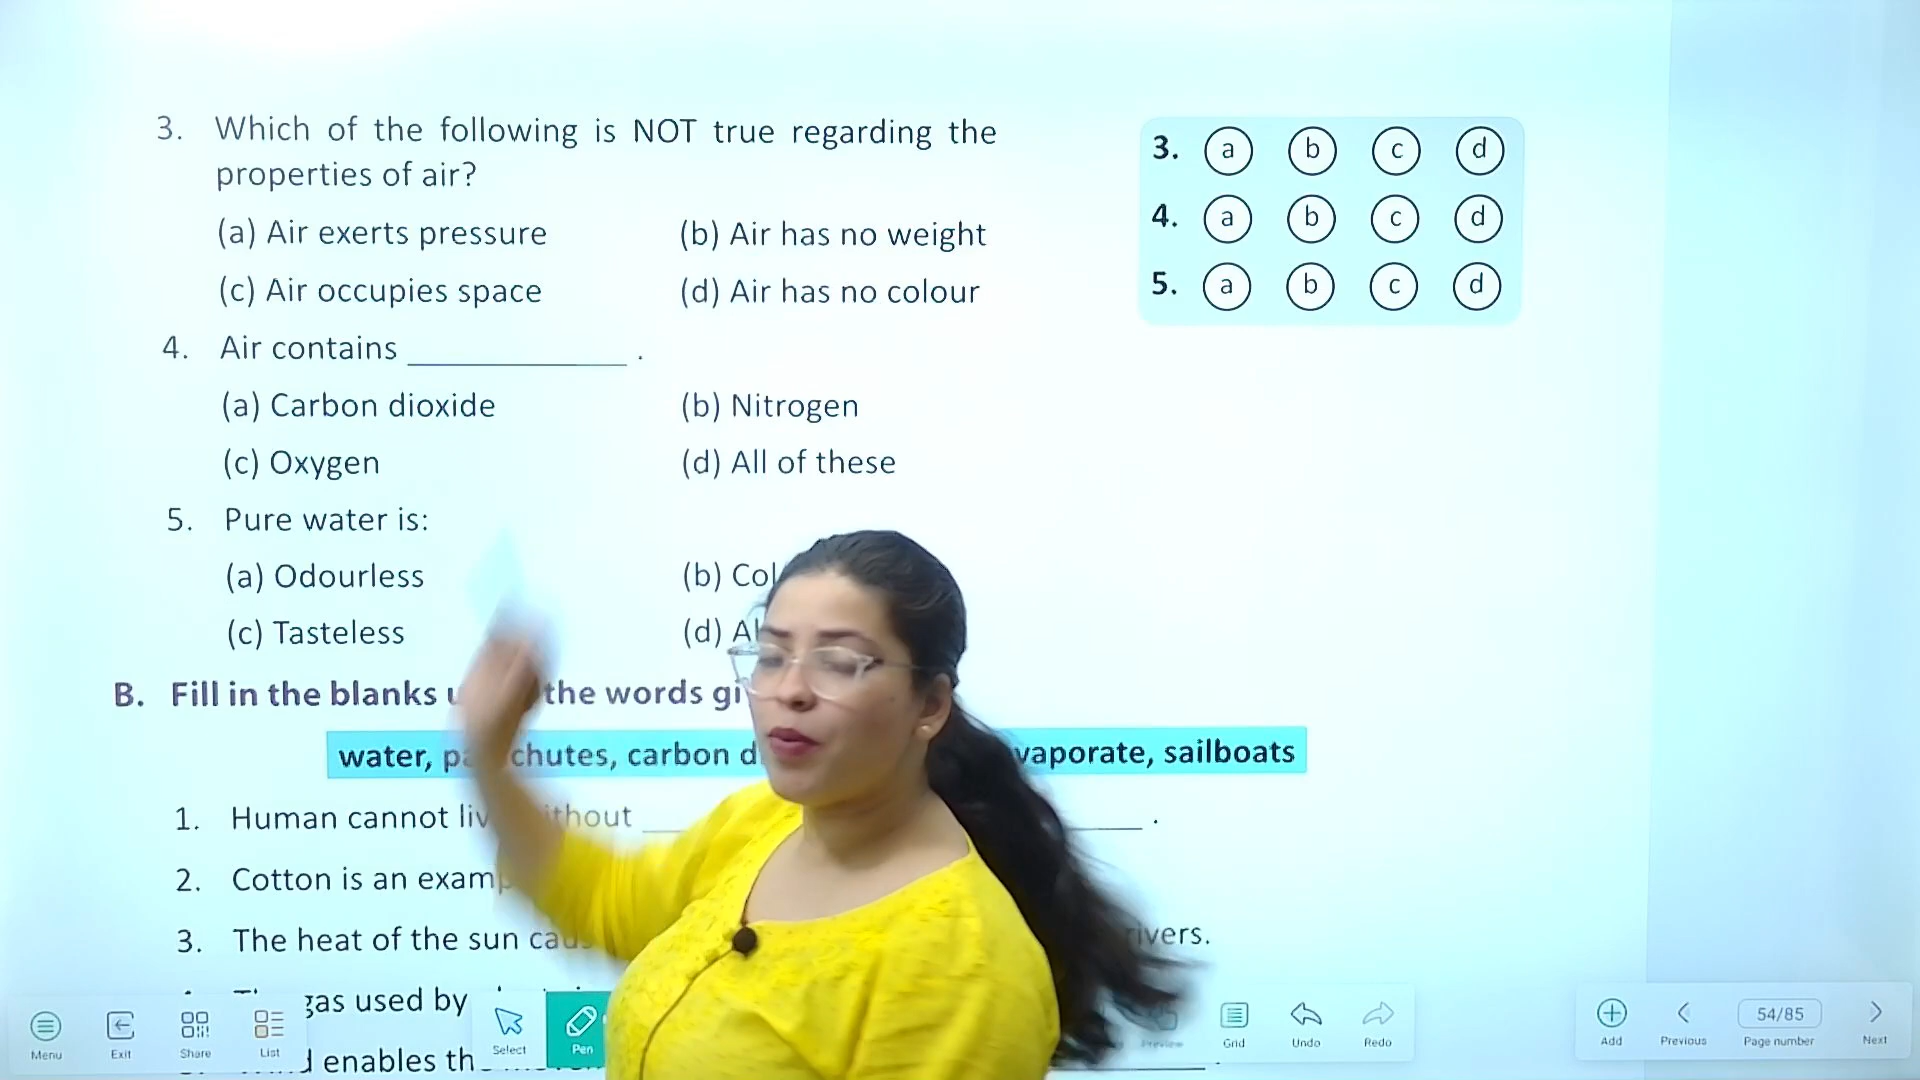 3. Which of the following is NOT true regarding the
properties of air?
(a) Air exerts pressure (b) Air has no weight
(c) Air occupies space (d) Air has no colour
4. Air contains ____________ .
(a) Carbon dioxide (b) Nitrogen
(c) Oxygen (d) All of these
5. Pure water is:
(a) Odourless (b)
(c) Tasteless (d)
3. a b c d
4. a b c d
5. a b c d
B. Fill in the blanks the words
water, carbon sailboats
1. Human cannot ____________ .
2. Cotton is an
3. The heat of the sun rivers.
gas used by
enables
Menu Exit Share List Select Pen Grid Undo Redo Add Previous 54/85 Page number Next